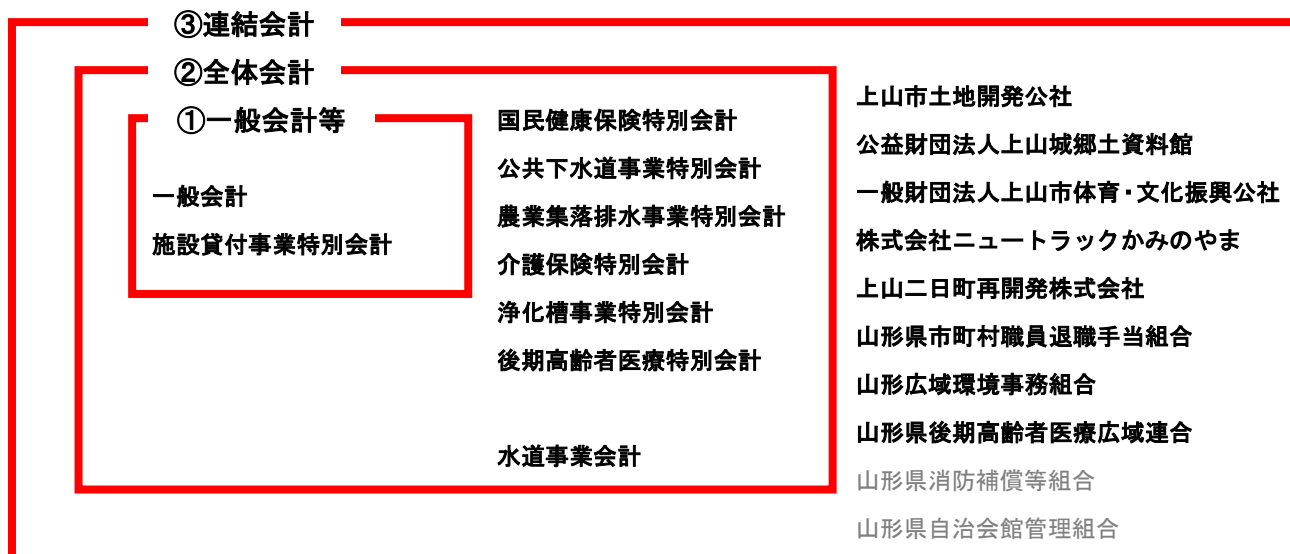 ③連結会計
②全体会計
①一般会計等
一般会計
施設貸付事業特別会計
国民健康保険特別会計
公共下水道事業特別会計
農業集落排水事業特別会計
介護保険特別会計
浄化槽事業特別会計
後期高齢者医療特別会計
水道事業会計
上山市土地開発公社
公益財団法人上山城郷土資料館
一般財団法人上山市体育・文化振興公社
株式会社ニュートラックかみのやま
上山二日町再開発株式会社
山形県市町村職員退職手当組合
山形広域環境事務組合
山形県後期高齢者医療広域連合
山形県消防補償等組合
山形県自治会館管理組合